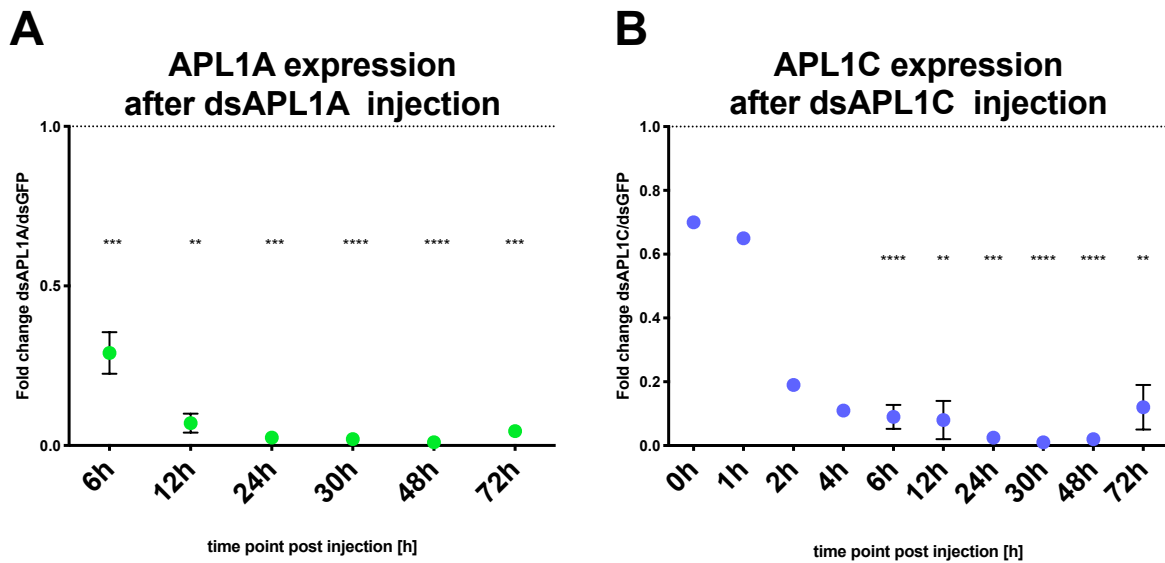 A
APL1A expression
after dsAPL1A injection
Fold change dsAPL1A/dsGFP
1.0
0.5
0.0
*** ** *** **** **** ***
6h 12h 24h 30h 48h 72h
time point post injection [h]
B
APL1C expression
after dsAPL1C injection
Fold change dsAPL1C/dsGFP
1.0
0.8
0.6
0.4
0.2
0.0
**** ** *** **** **** **
0h 1h 2h 4h 6h 12h 24h 30h 48h 72h
time point post injection [h]